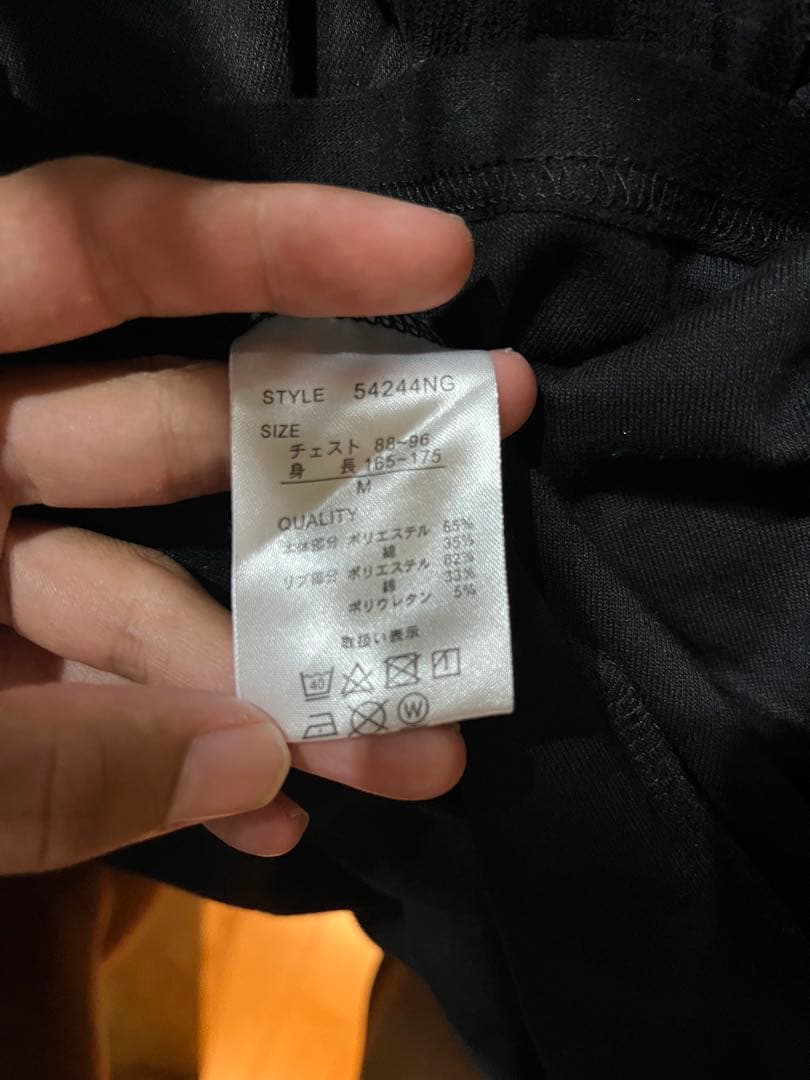 STYLE 54244NG
SIZE
チェスト 88~96
身 長 165~175
M
QUALITY
本体部分 ポリエステル 65%
綿 35%
リブ部分 ポリエステル 62%
綿 33%
ポリウレタン 5%
取扱い表示
40
W